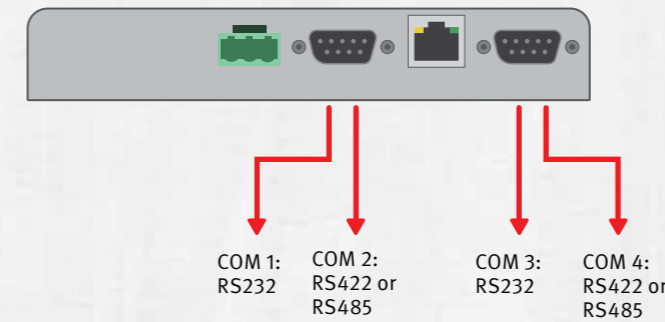 COM 1:
RS232
COM 2:
RS422 or
RS485
COM 3:
RS232
COM 4:
RS422 or
RS485